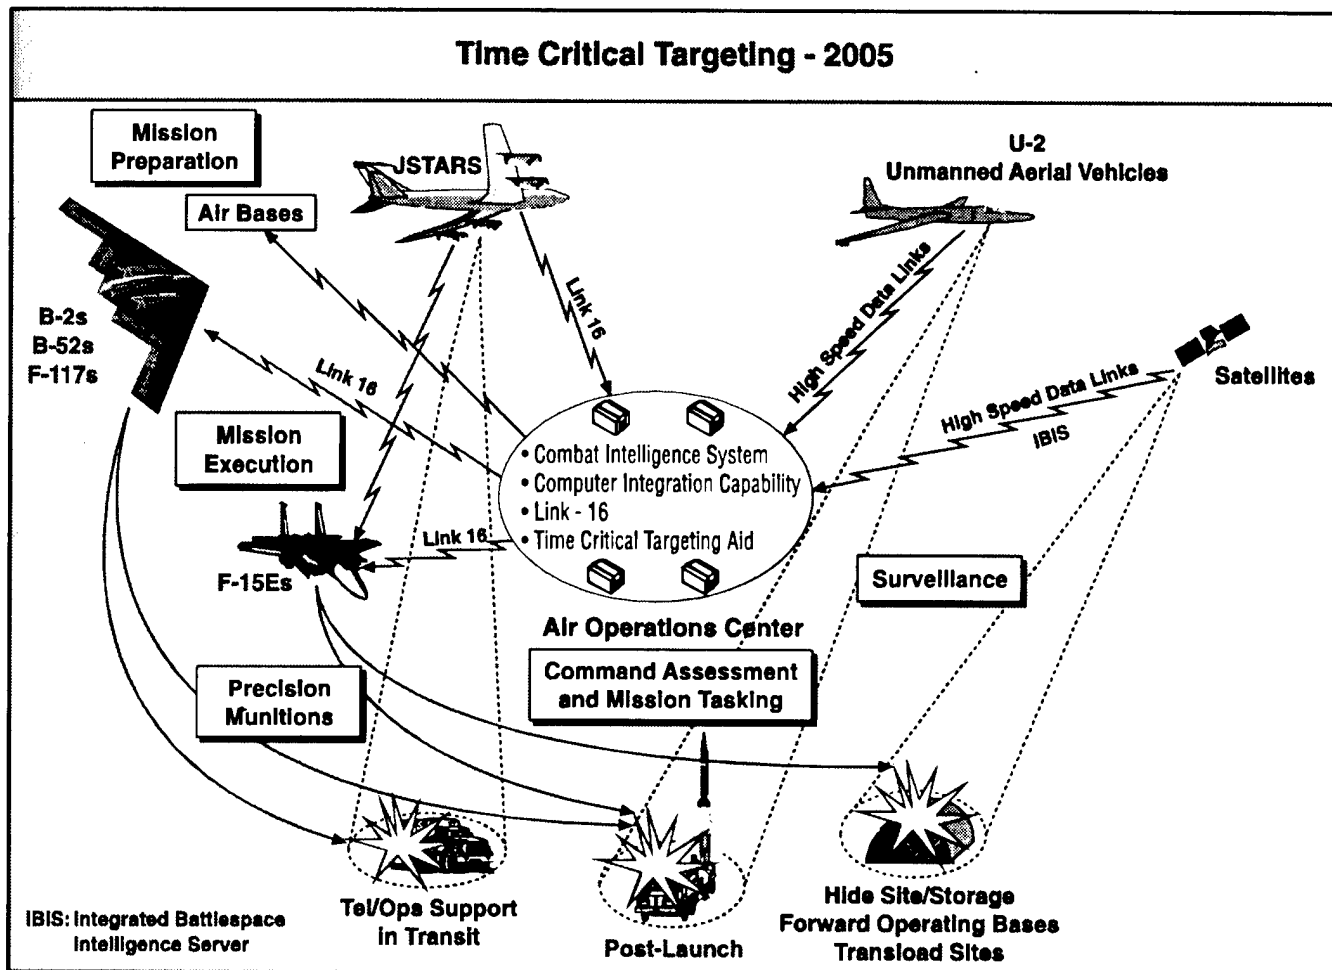 Time Critical Targeting - 2005
Mission
Preparation
JSTARS
U-2
Unmanned Aerial Vehicles
Air Bases
B-2s
B-52s
F-117s
Link 16
Link 16
High Speed Data Links
High Speed Data Links
IBIS
Satellites
Mission
Execution
• Combat Intelligence System
• Computer Integration Capability
• Link - 16
• Time Critical Targeting Aid
Link 16
F-15Es
Surveillance
Air Operations Center
Command Assessment
and Mission Tasking
Precision
Munitions
Tel/Ops Support
in Transit
Post-Launch
Hide Site/Storage
Forward Operating Bases
Transload Sites
IBIS: Integrated Battlespace
Intelligence Server